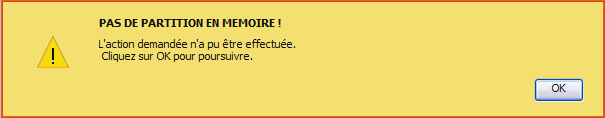 PAS DE PARTITION EN MEMOIRE !
L'action demandée n'a pu être effectuée.
Cliquez sur OK pour poursuivre.
OK